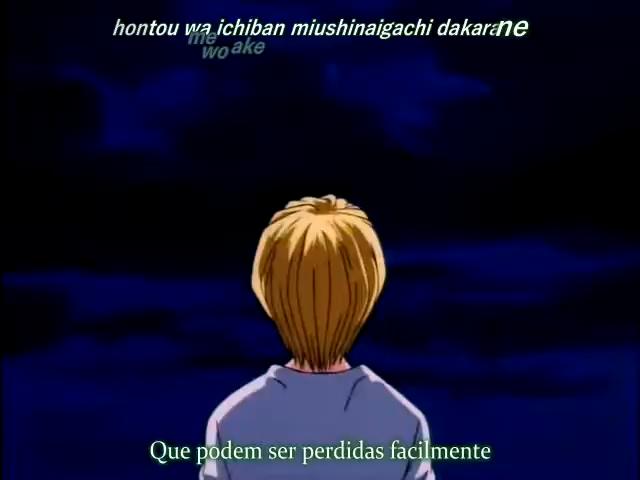 hontou wa ichiban miushinaigachi dakara ne
me wo ake
Que podem ser perdidas facilmente